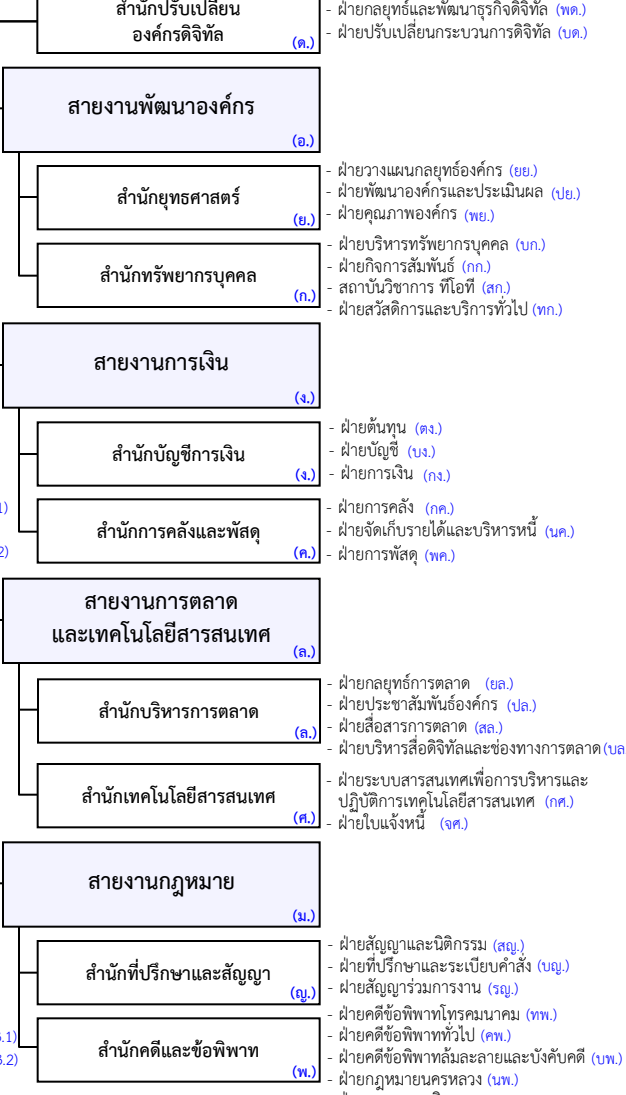 สำนักปรับเปลี่ยน
องค์กรดิจิทัล
(ด.)
- ฝ่ายกลยุทธ์และพัฒนาธุรกิจดิจิทัล (พด.)
- ฝ่ายปรับเปลี่ยนกระบวนการดิจิทัล (บด.)
สายงานพัฒนาองค์กร
(อ.)
สำนักยุทธศาสตร์
(ย.)
- ฝ่ายวางแผนกลยุทธ์องค์กร (ยย.)
- ฝ่ายพัฒนาองค์กรและประเมินผล (ปย.)
- ฝ่ายคุณภาพองค์กร (พย.)
สำนักทรัพยากรบุคคล
(ก.)
- ฝ่ายบริหารทรัพยากรบุคคล (บก.)
- ฝ่ายกิจการสัมพันธ์ (กก.)
- สถาบันวิชาการ ทีโอที (สก.)
- ฝ่ายสวัสดิการและบริการทั่วไป (ทก.)
สายงานการเงิน
(ง.)
สำนักบัญชีการเงิน
(ง.)
- ฝ่ายต้นทุน (ตง.)
- ฝ่ายบัญชี (บง.)
- ฝ่ายการเงิน (กง.)
สำนักการคลังและพัสดุ
(ค.)
- ฝ่ายการคลัง (กค.)
- ฝ่ายจัดเก็บรายได้และบริหารหนี้ (นค.)
- ฝ่ายการพัสดุ (พค.)
1)
2)
สายงานการตลาด
และเทคโนโลยีสารสนเทศ
(ล.)
สำนักบริหารการตลาด
(ล.)
- ฝ่ายกลยุทธ์การตลาด (ยล.)
- ฝ่ายประชาสัมพันธ์องค์กร (ปล.)
- ฝ่ายสื่อสารการตลาด (สล.)
- ฝ่ายบริหารสื่อดิจิทัลและช่องทางการตลาด(บล
สำนักเทคโนโลยีสารสนเทศ
(ศ.)
- ฝ่ายระบบสารสนเทศเพื่อการบริหารและ
ปฏิบัติการเทคโนโลยีสารสนเทศ (กศ.)
- ฝ่ายใบแจ้งหนี้ (จศ.)
สายงานกฎหมาย
(ม.)
สำนักที่ปรึกษาและสัญญา
(ญ.)
- ฝ่ายสัญญาและนิติกรรม (สญ.)
- ฝ่ายที่ปรึกษาและระเบียบคำสั่ง (บญ.)
- ฝ่ายสัญญาร่วมการงาน (รญ.)
สำนักคดีและข้อพิพาท
(พ.)
- ฝ่ายคดีข้อพิพาทโทรคมนาคม (ทพ.)
- ฝ่ายคดีข้อพิพาททั่วไป (คพ.)
- ฝ่ายคดีข้อพิพาทล้มละลายและบังคับคดี (บพ.)
- ฝ่ายกฎหมายนครหลวง (นพ.)
.1)
.2)